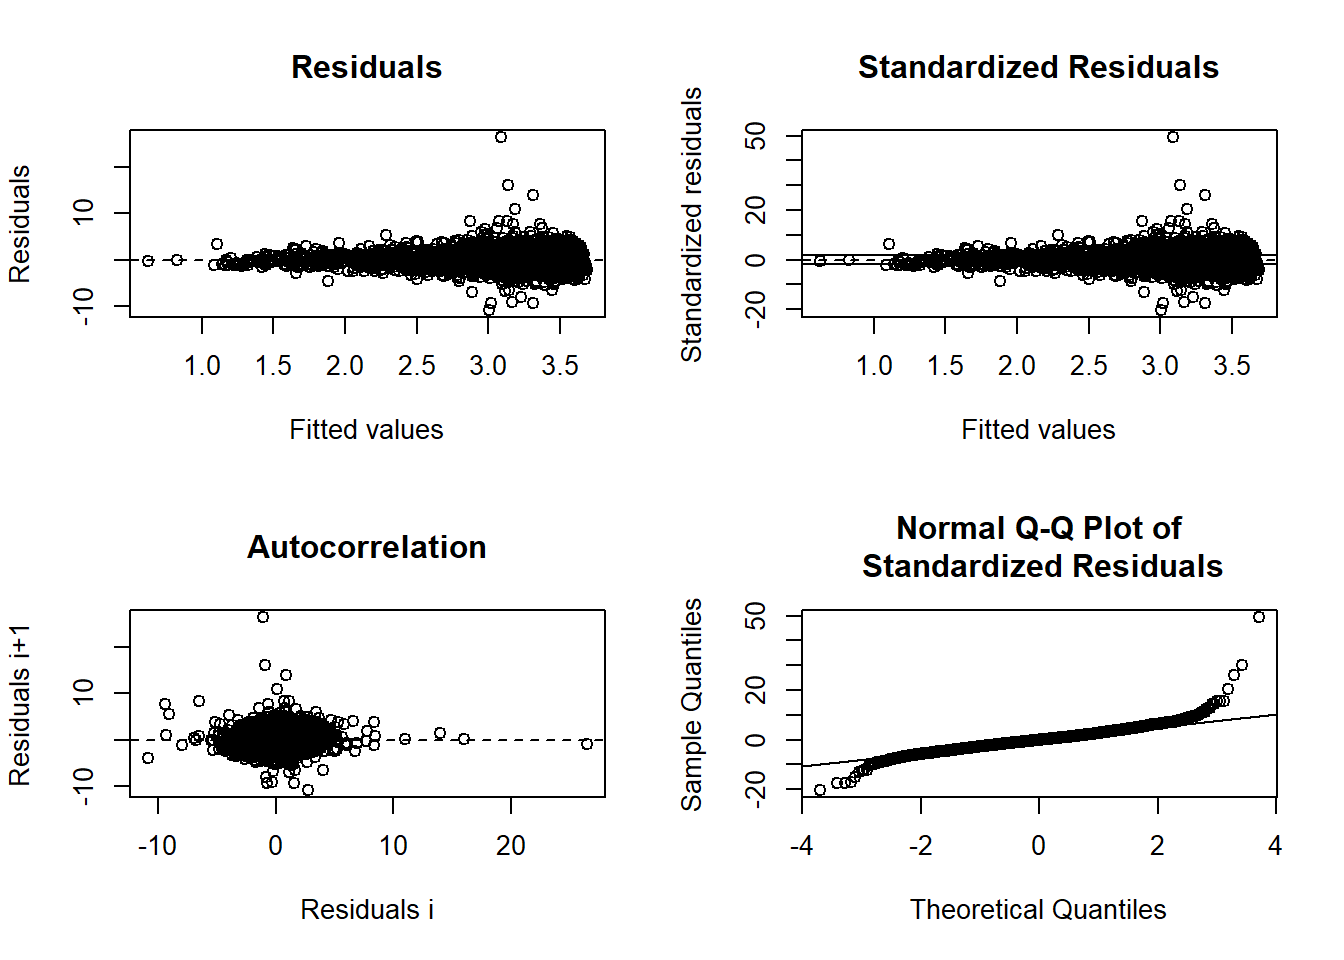 Residuals
Residuals
10
-10
1.0 1.5 2.0 2.5 3.0 3.5
Fitted values
Standardized Residuals
Standardized residuals
50
20
0
-20
1.0 1.5 2.0 2.5 3.0 3.5
Fitted values
Autocorrelation
Residuals i+1
10
-10
-10 0 10 20
Residuals i
Normal Q-Q Plot of
Standardized Residuals
Sample Quantiles
50
20
0
-20
-4 -2 0 2 4
Theoretical Quantiles